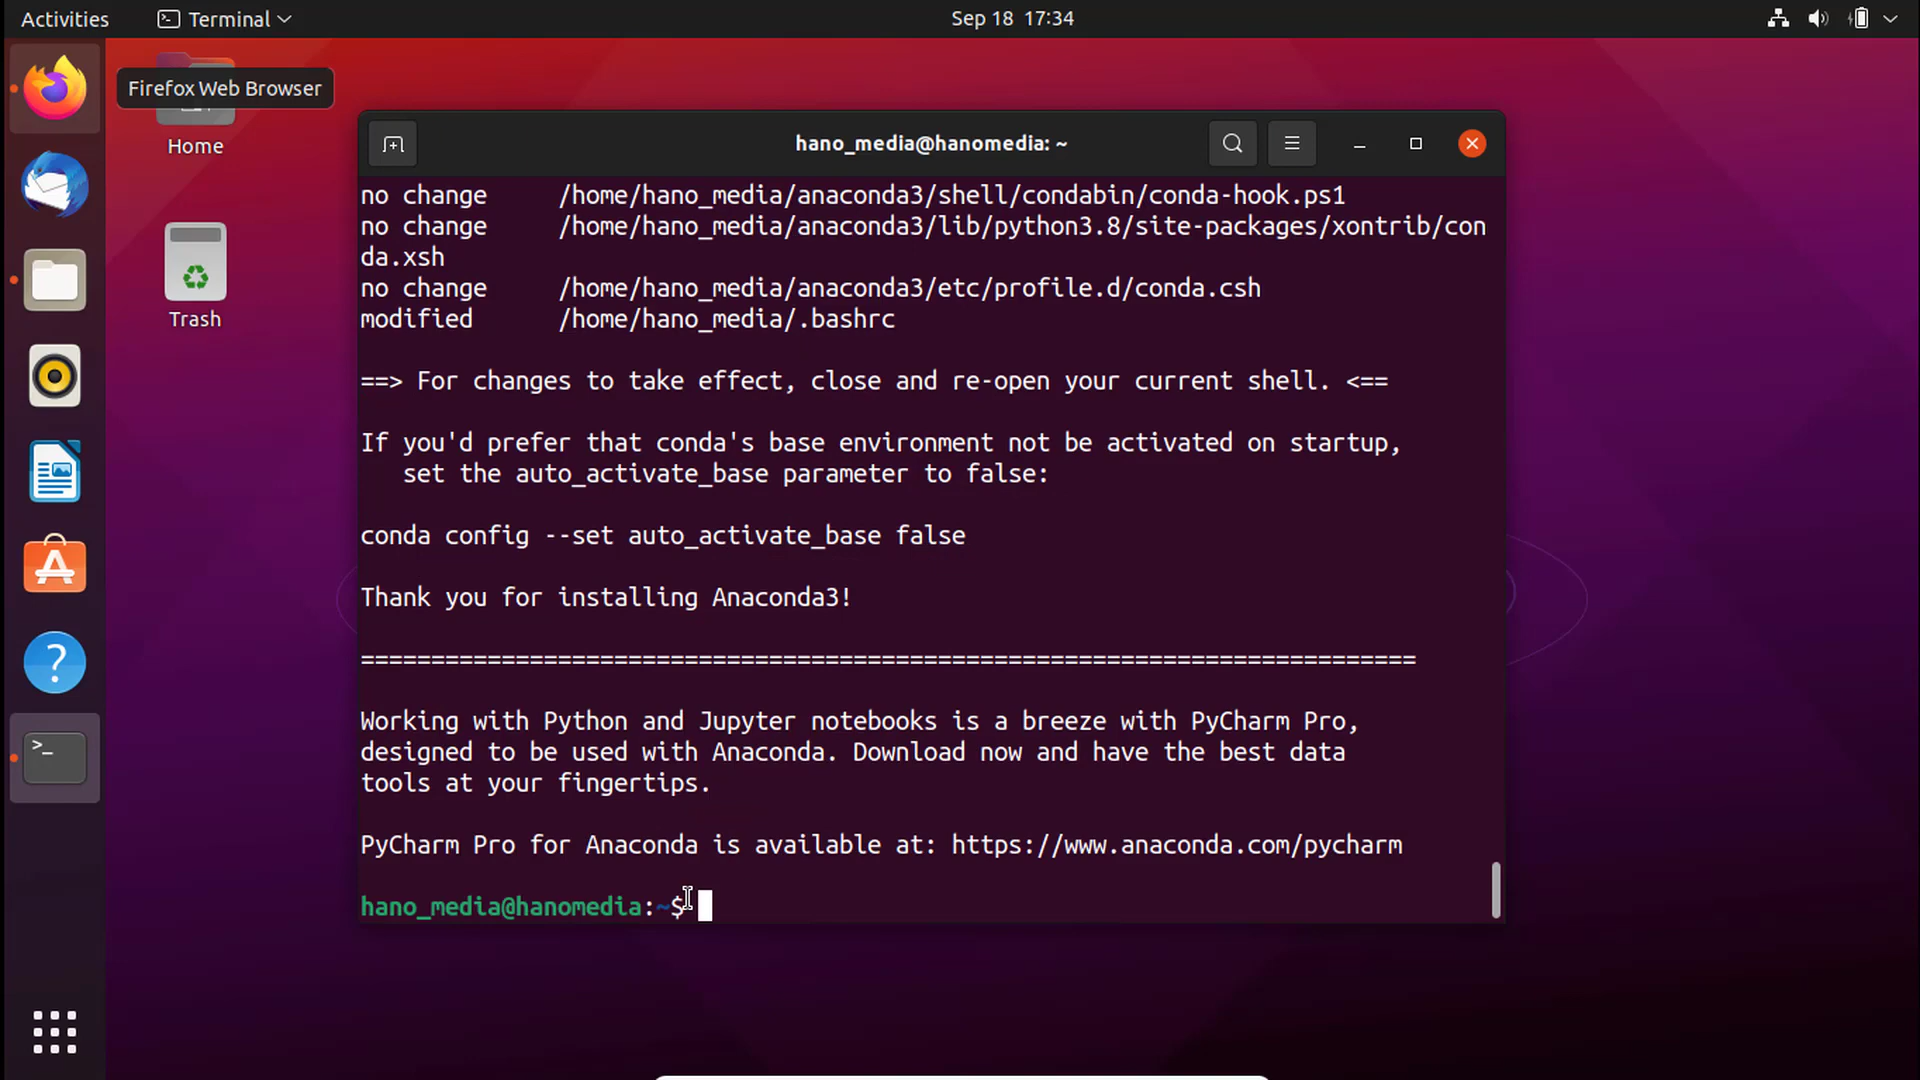 Activities
Terminal
Sep 18 17:34
Firefox Web Browser
Home
Trash
hano_media@hanomedia: ~
no change /home/hano_media/anaconda3/shell/condabin/conda-hook.ps1
no change /home/hano_media/anaconda3/lib/python3.8/site-packages/xontrib/con
da.xsh
no change /home/hano_media/anaconda3/etc/profile.d/conda.csh
modified /home/hano_media/.bashrc
==> For changes to take effect, close and re-open your current shell. <==
If you'd prefer that conda's base environment not be activated on startup,
set the auto_activate_base parameter to false:
conda config --set auto_activate_base false
Thank you for installing Anaconda3!
===========================================================================
Working with Python and Jupyter notebooks is a breeze with PyCharm Pro,
designed to be used with Anaconda. Download now and have the best data
tools at your fingertips.
PyCharm Pro for Anaconda is available at: https://www.anaconda.com/pycharm
hano_media@hanomedia:~$